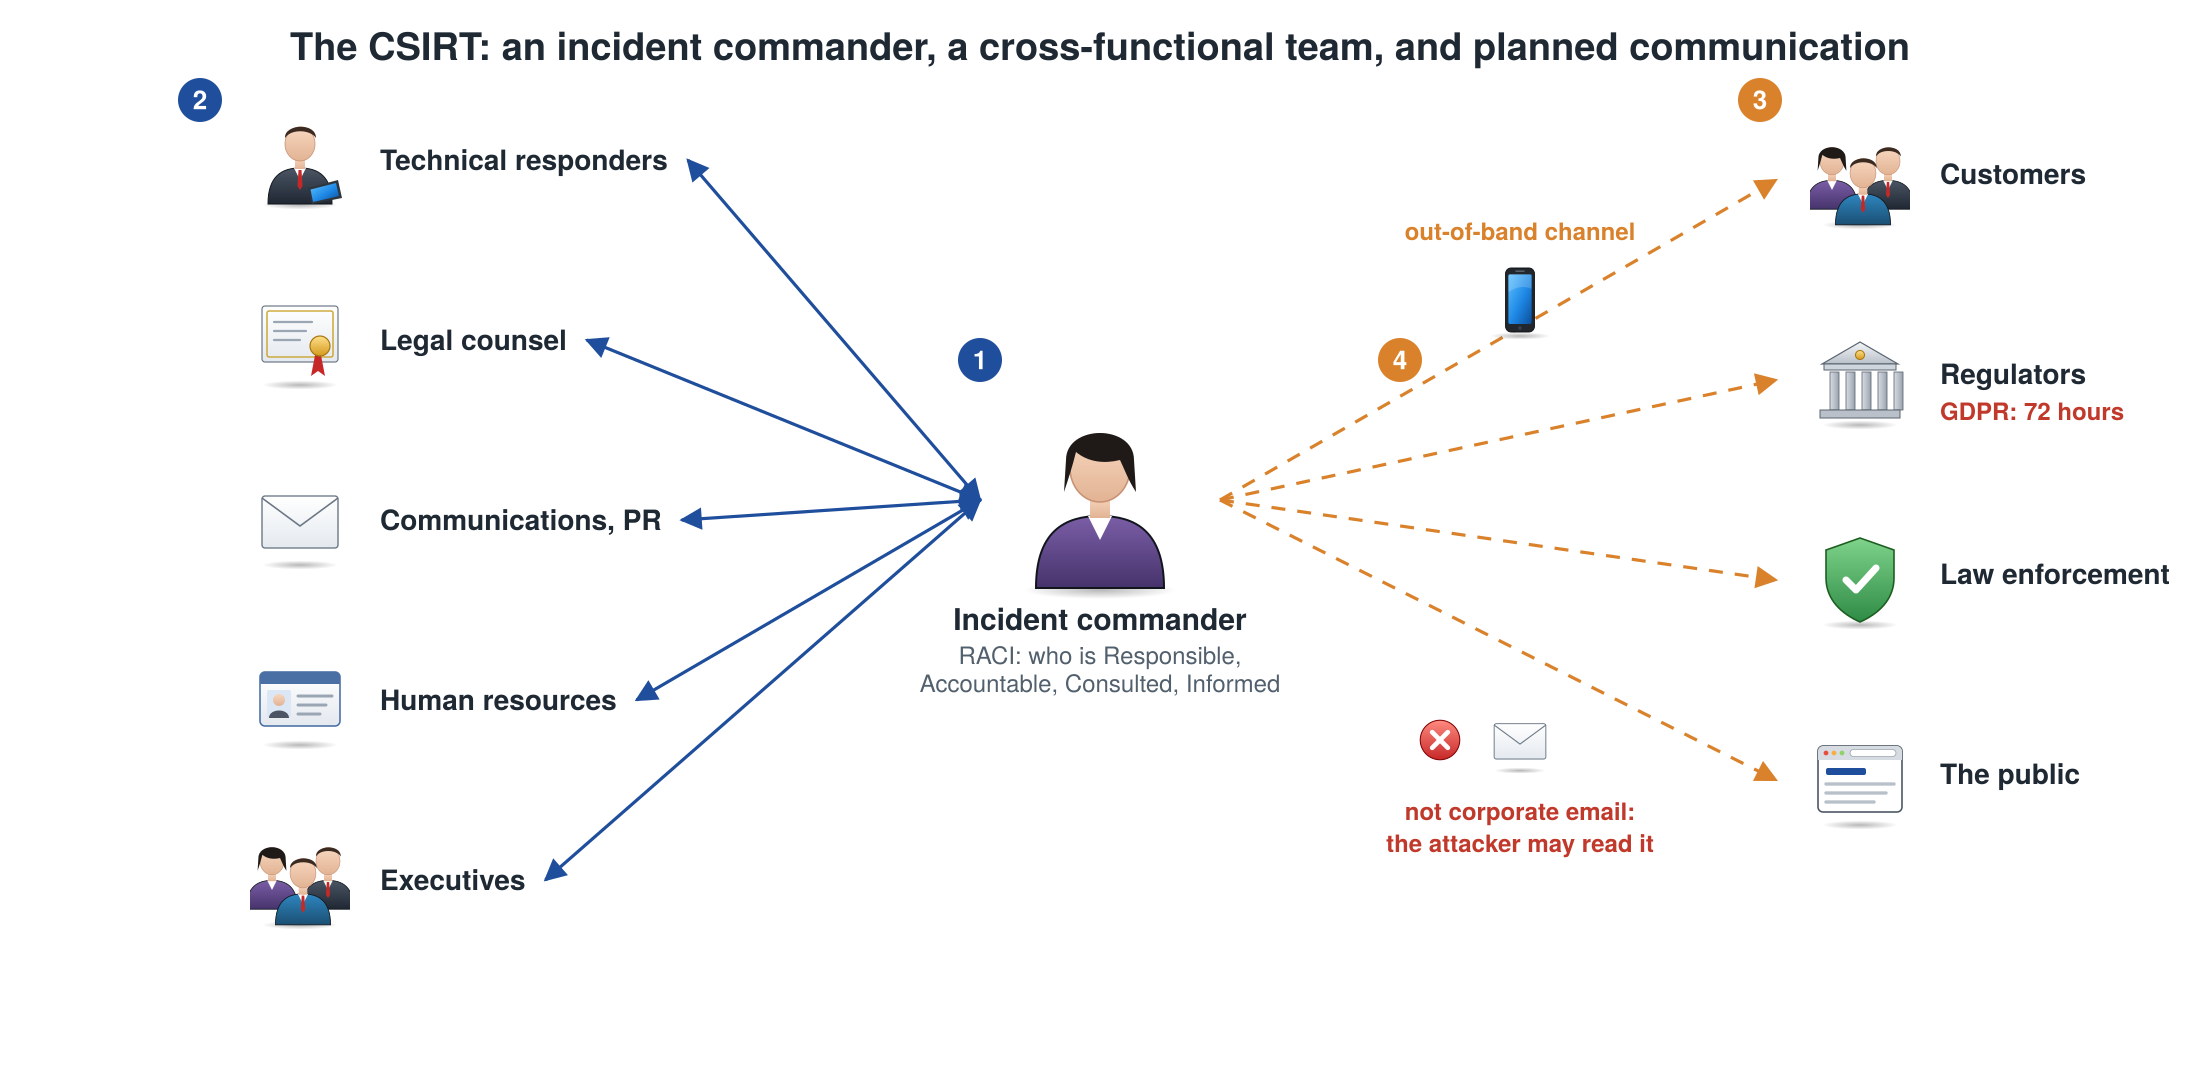 The CSIRT: an incident commander, a cross-functional team, and planned communication
2
Technical responders
Legal counsel
Communications, PR
Human resources
Executives
1
Incident commander
RACI: who is Responsible,
Accountable, Consulted, Informed
3
Customers
Regulators
GDPR: 72 hours
Law enforcement
The public
out-of-band channel
4
not corporate email:
the attacker may read it